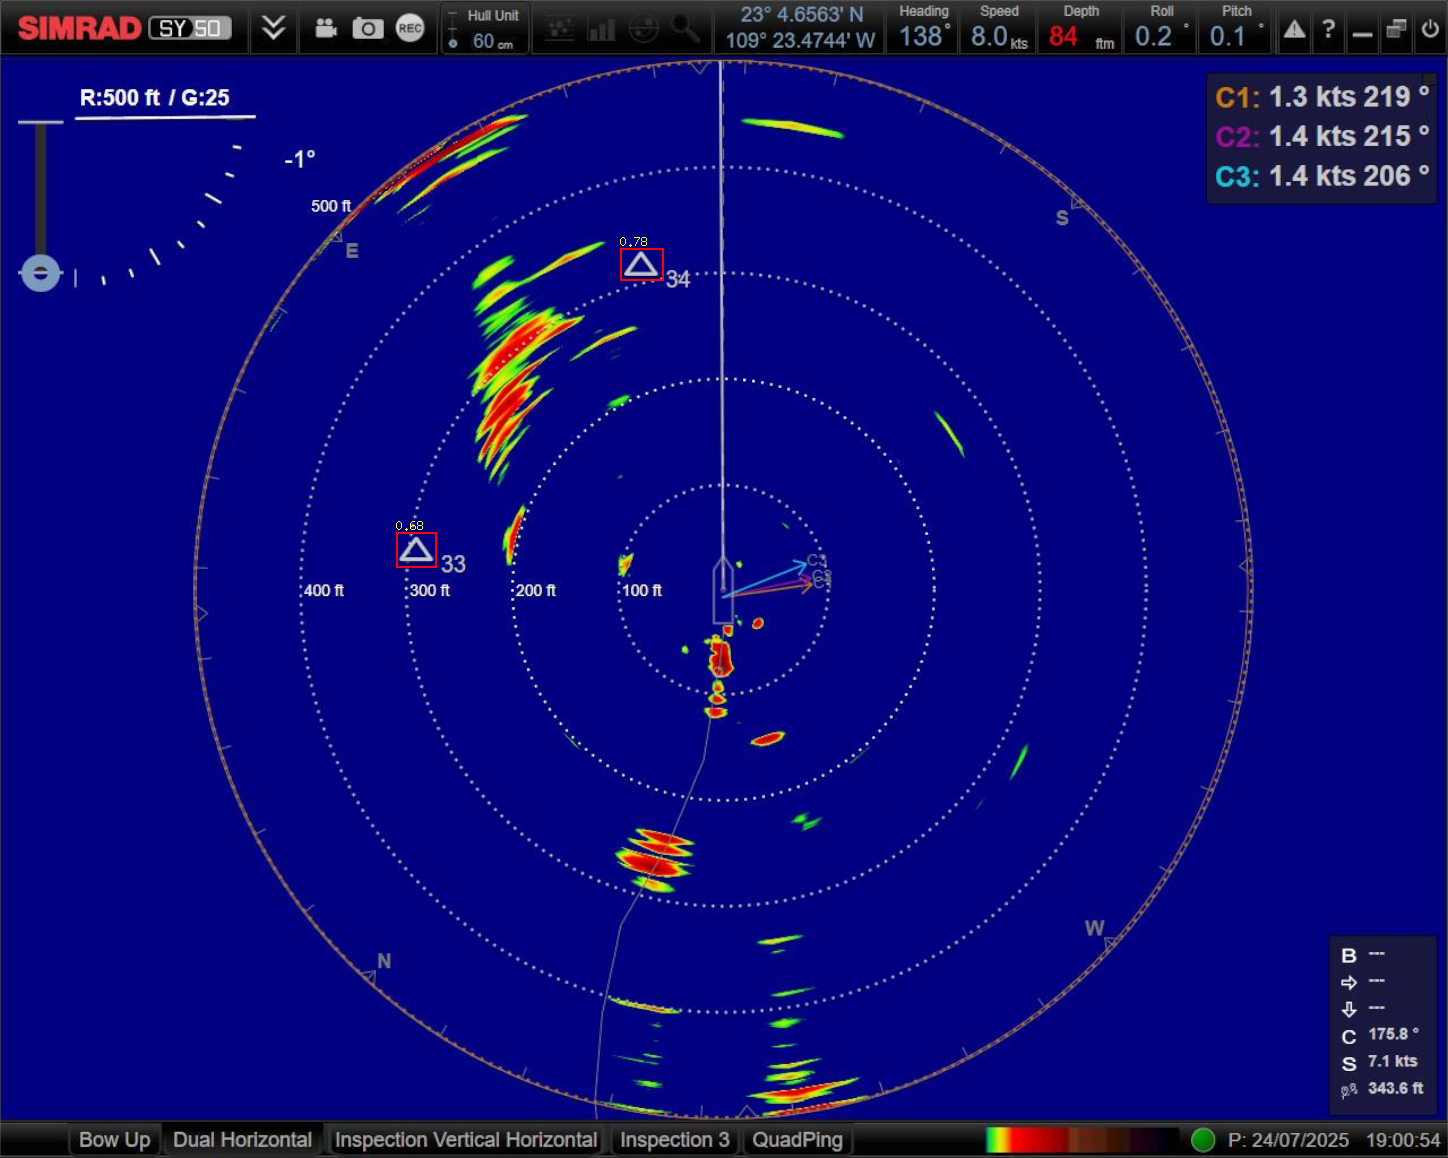 SIMRAD SY50
REC
Hull Unit
60 cm
23° 4.6563' N
109° 23.4744' W
Heading
138°
Speed
8.0 kts
Depth
84 ftm
Roll
0.2 °
Pitch
0.1 °
?
R:500 ft / G:25
-1°
C1: 1.3 kts 219 °
C2: 1.4 kts 215 °
C3: 1.4 kts 206 °
500 ft
E
S
0.78
34
0.68
33
400 ft
300 ft
200 ft
100 ft
W
N
B ---
---
---
C 175.8 °
S 7.1 kts
343.6 ft
Bow Up
Dual Horizontal
Inspection Vertical Horizontal
Inspection 3
QuadPing
P: 24/07/2025 19:00:54